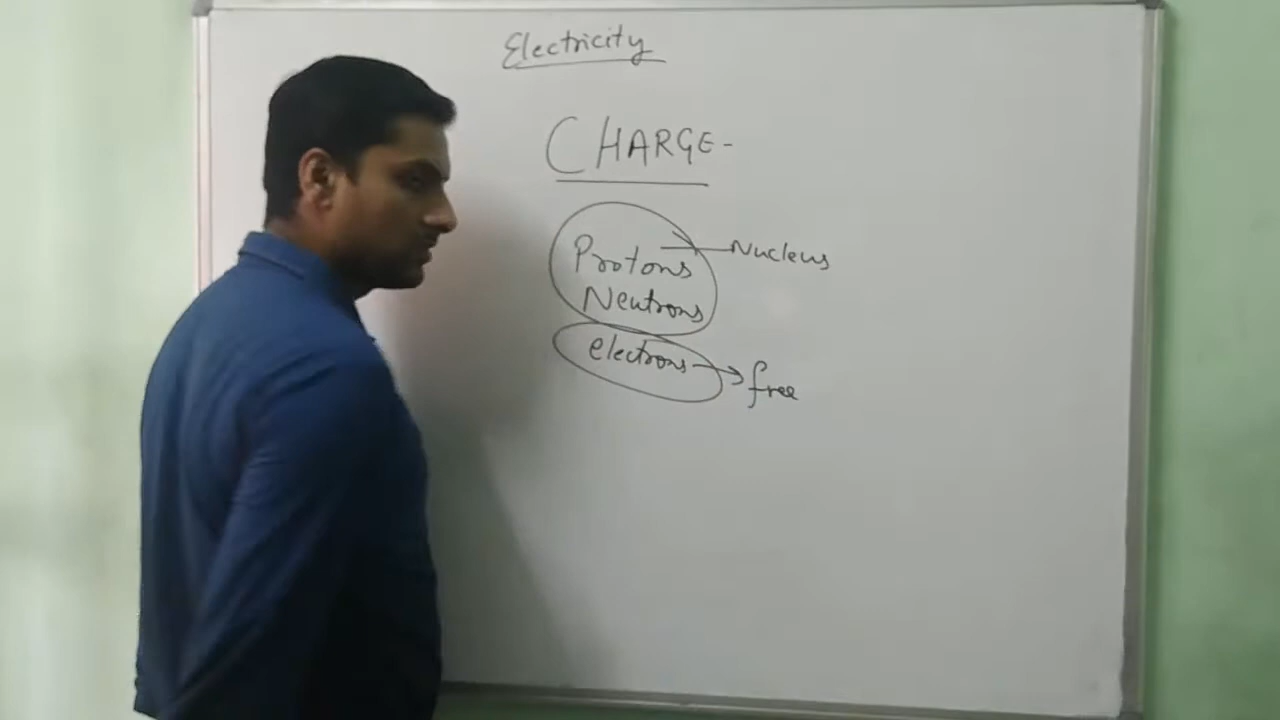 Electricity
CHARGE-
Protons → Nucleus
Neutrons
electrons → free